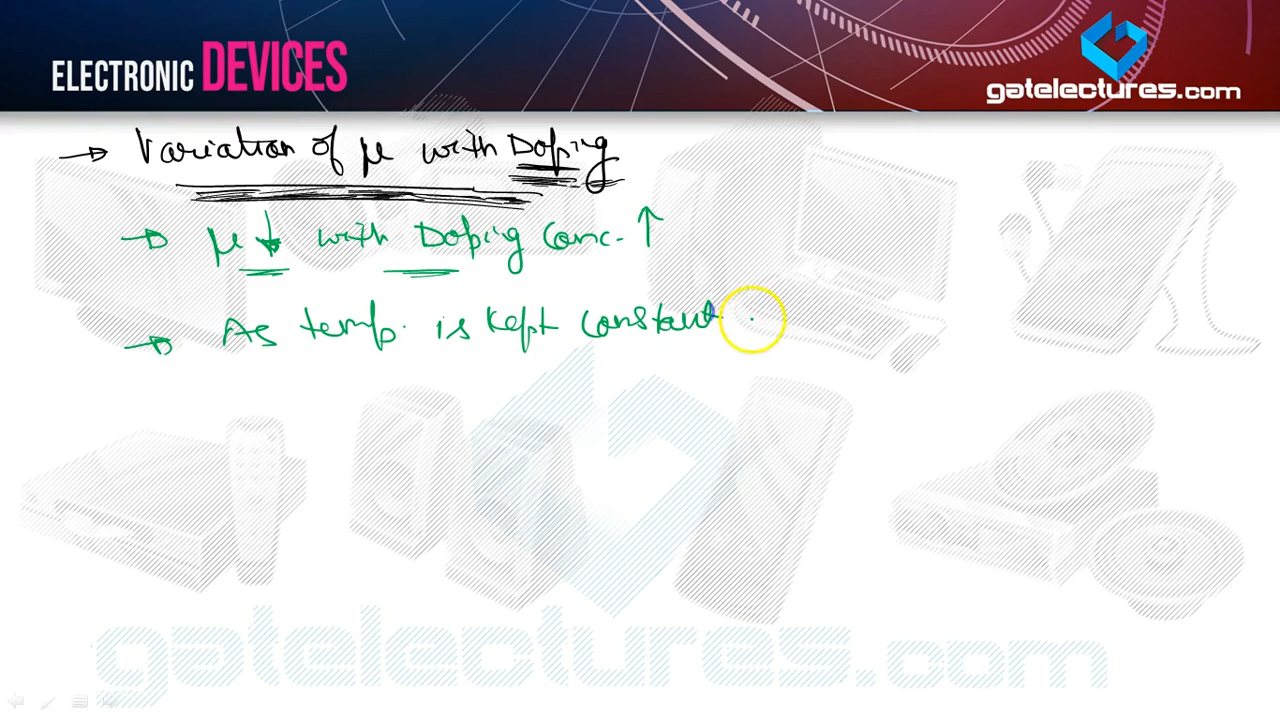 ELECTRONIC DEVICES
gatelectures.com
→ Variation of μ with Doping
→ μ ↓ with Doping Conc. ↑
→ As temp. is kept constant.
gatelectures.com